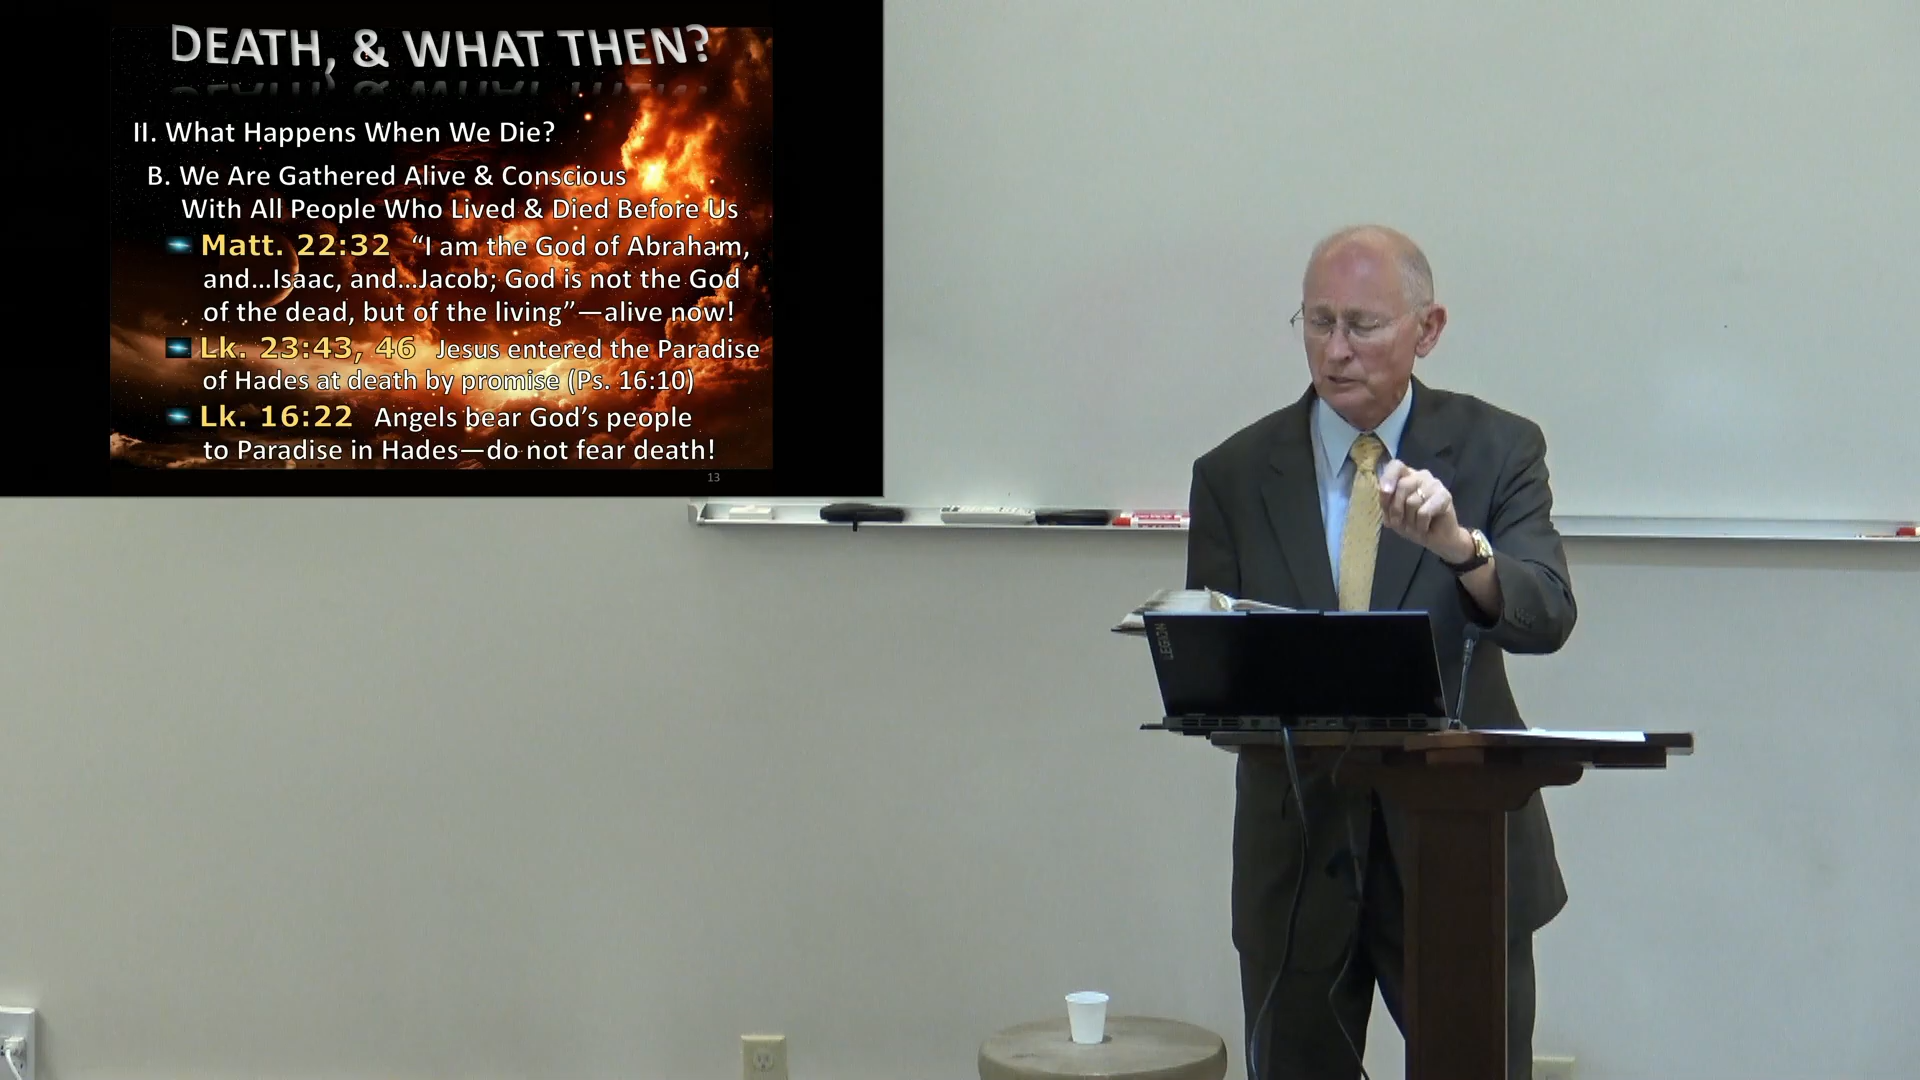 DEATH, & WHAT THEN?
II. What Happens When We Die?
B. We Are Gathered Alive & Conscious
With All People Who Lived & Died Before Us
Matt. 22:32 “I am the God of Abraham,
and...Isaac, and...Jacob; God is not the God
of the dead, but of the living”—alive now!
Lk. 23:43, 46 Jesus entered the Paradise
of Hades at death by promise (Ps. 16:10)
Lk. 16:22 Angels bear God’s people
to Paradise in Hades—do not fear death!
13
LEGION